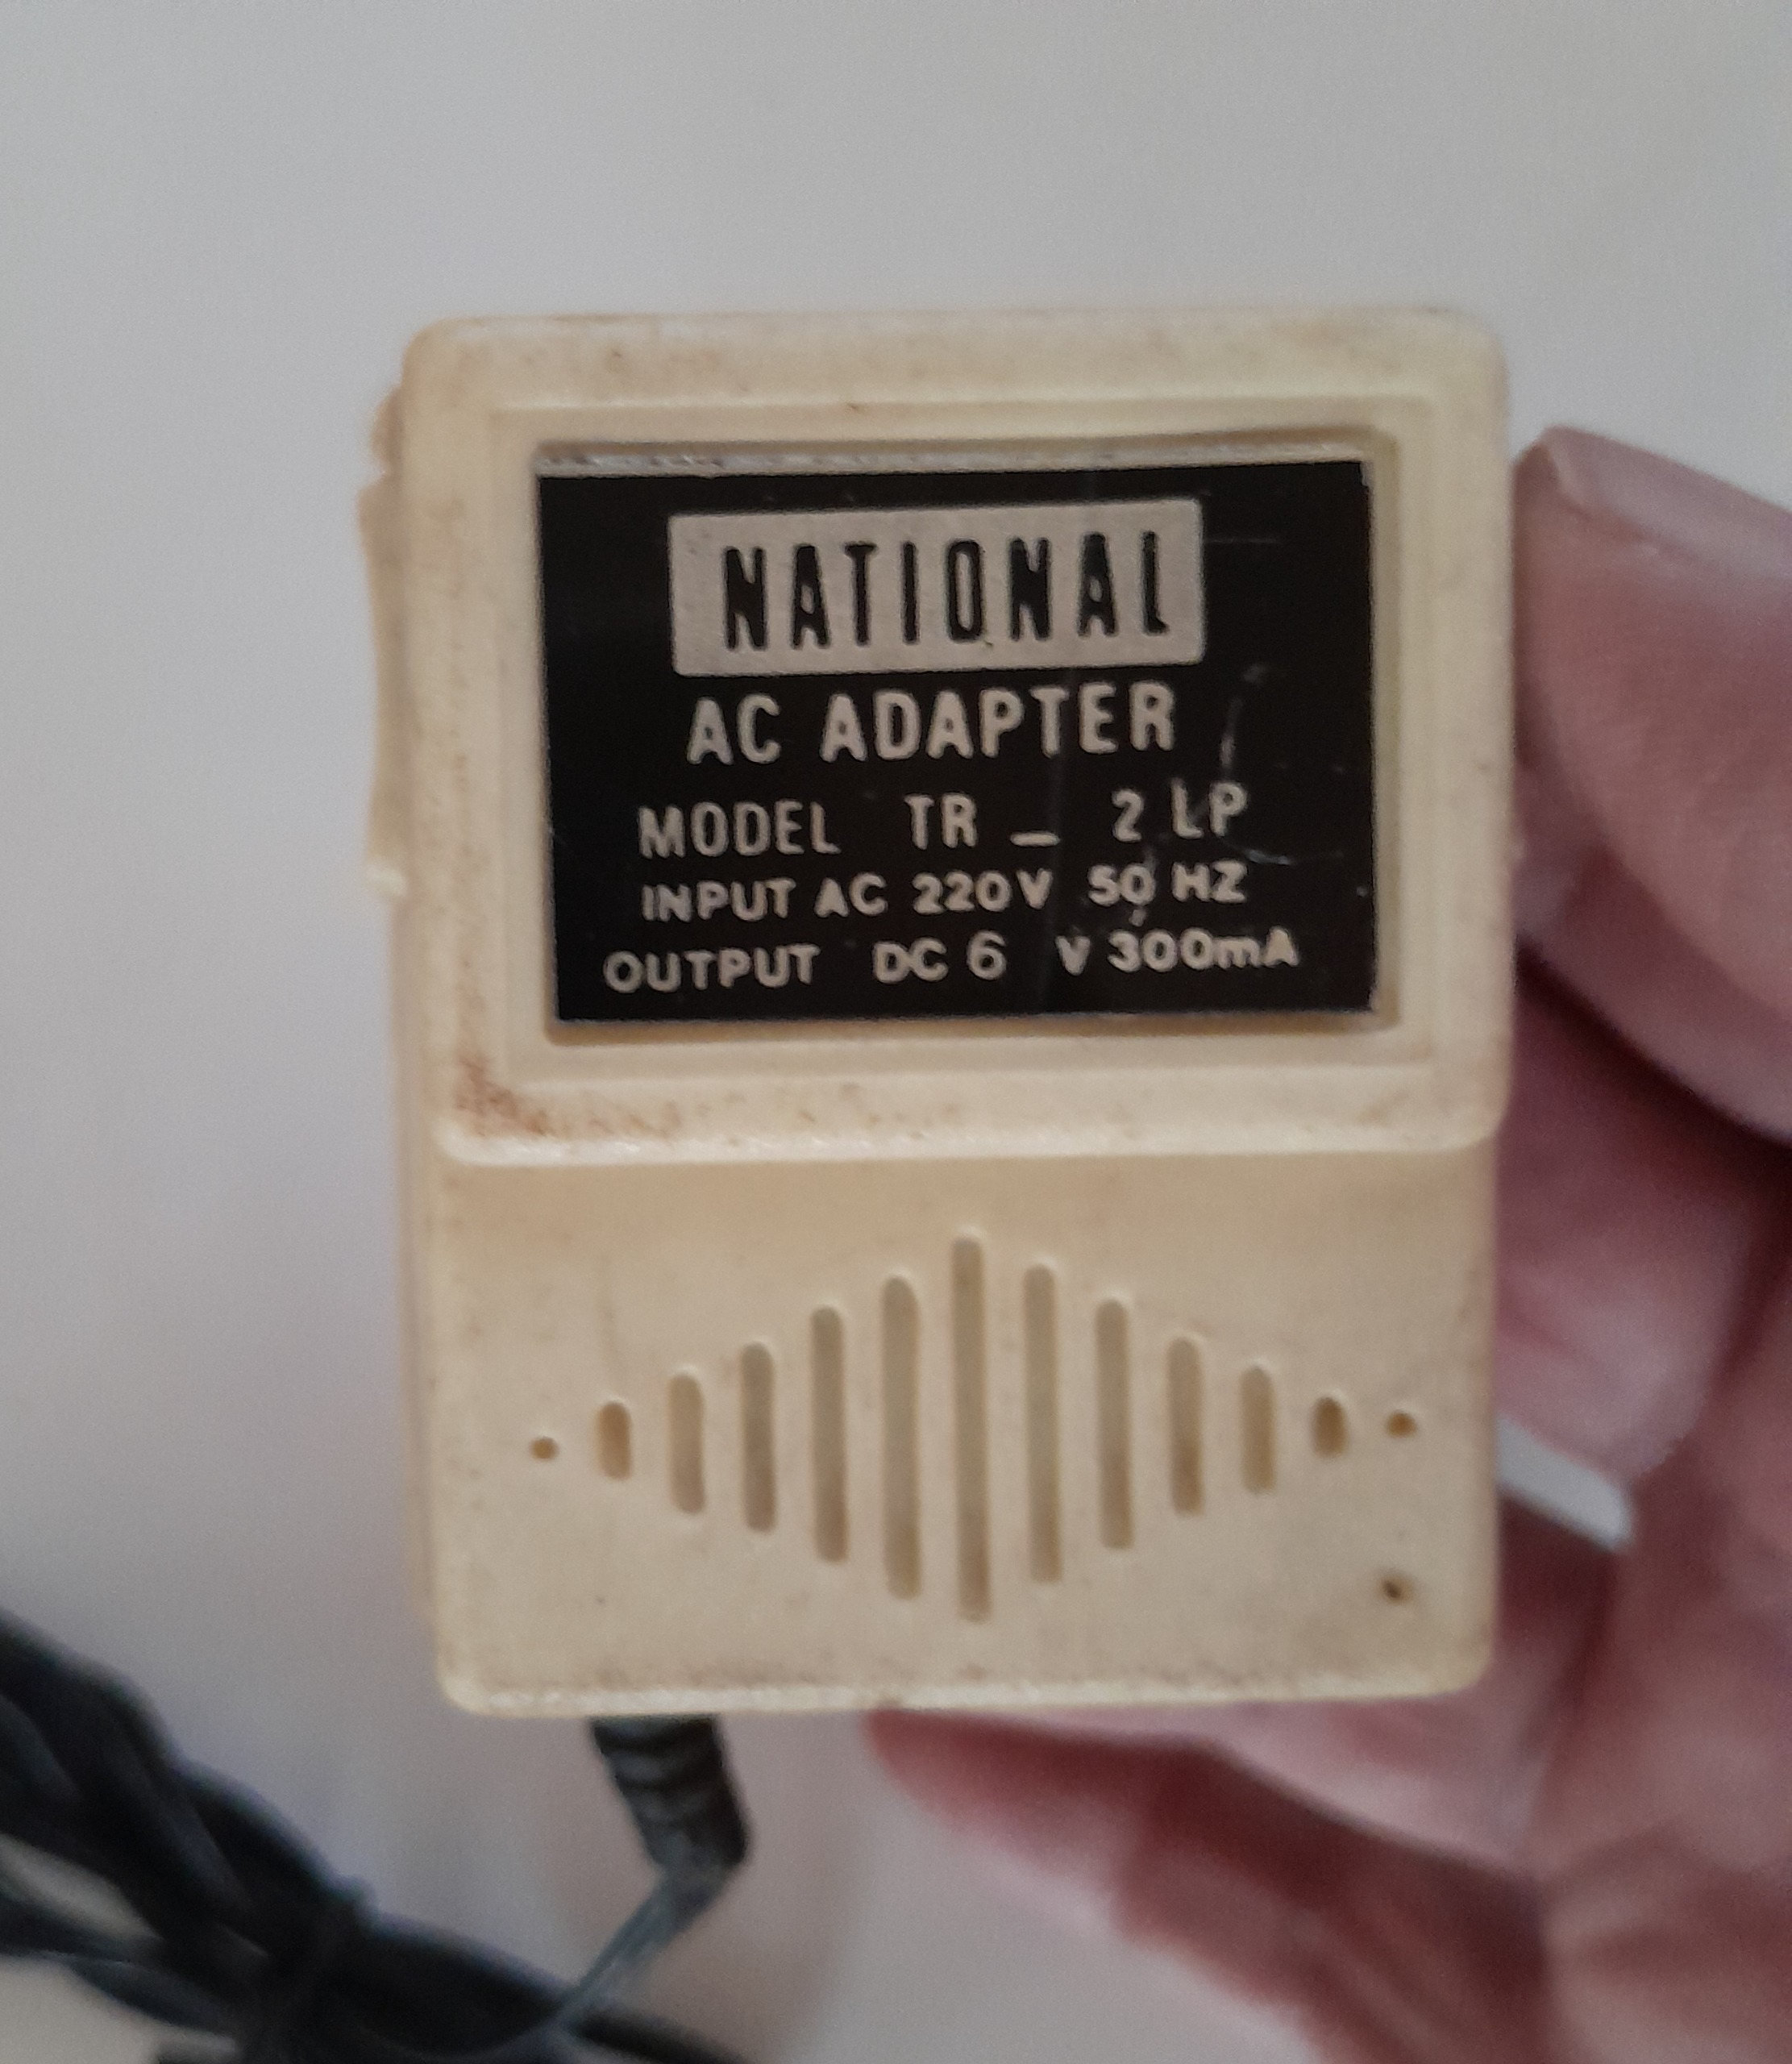 NATIONAL
AC ADAPTER
MODEL TR _ 2 LP
INPUT AC 220V 50 HZ
OUTPUT DC 6 V 300mA